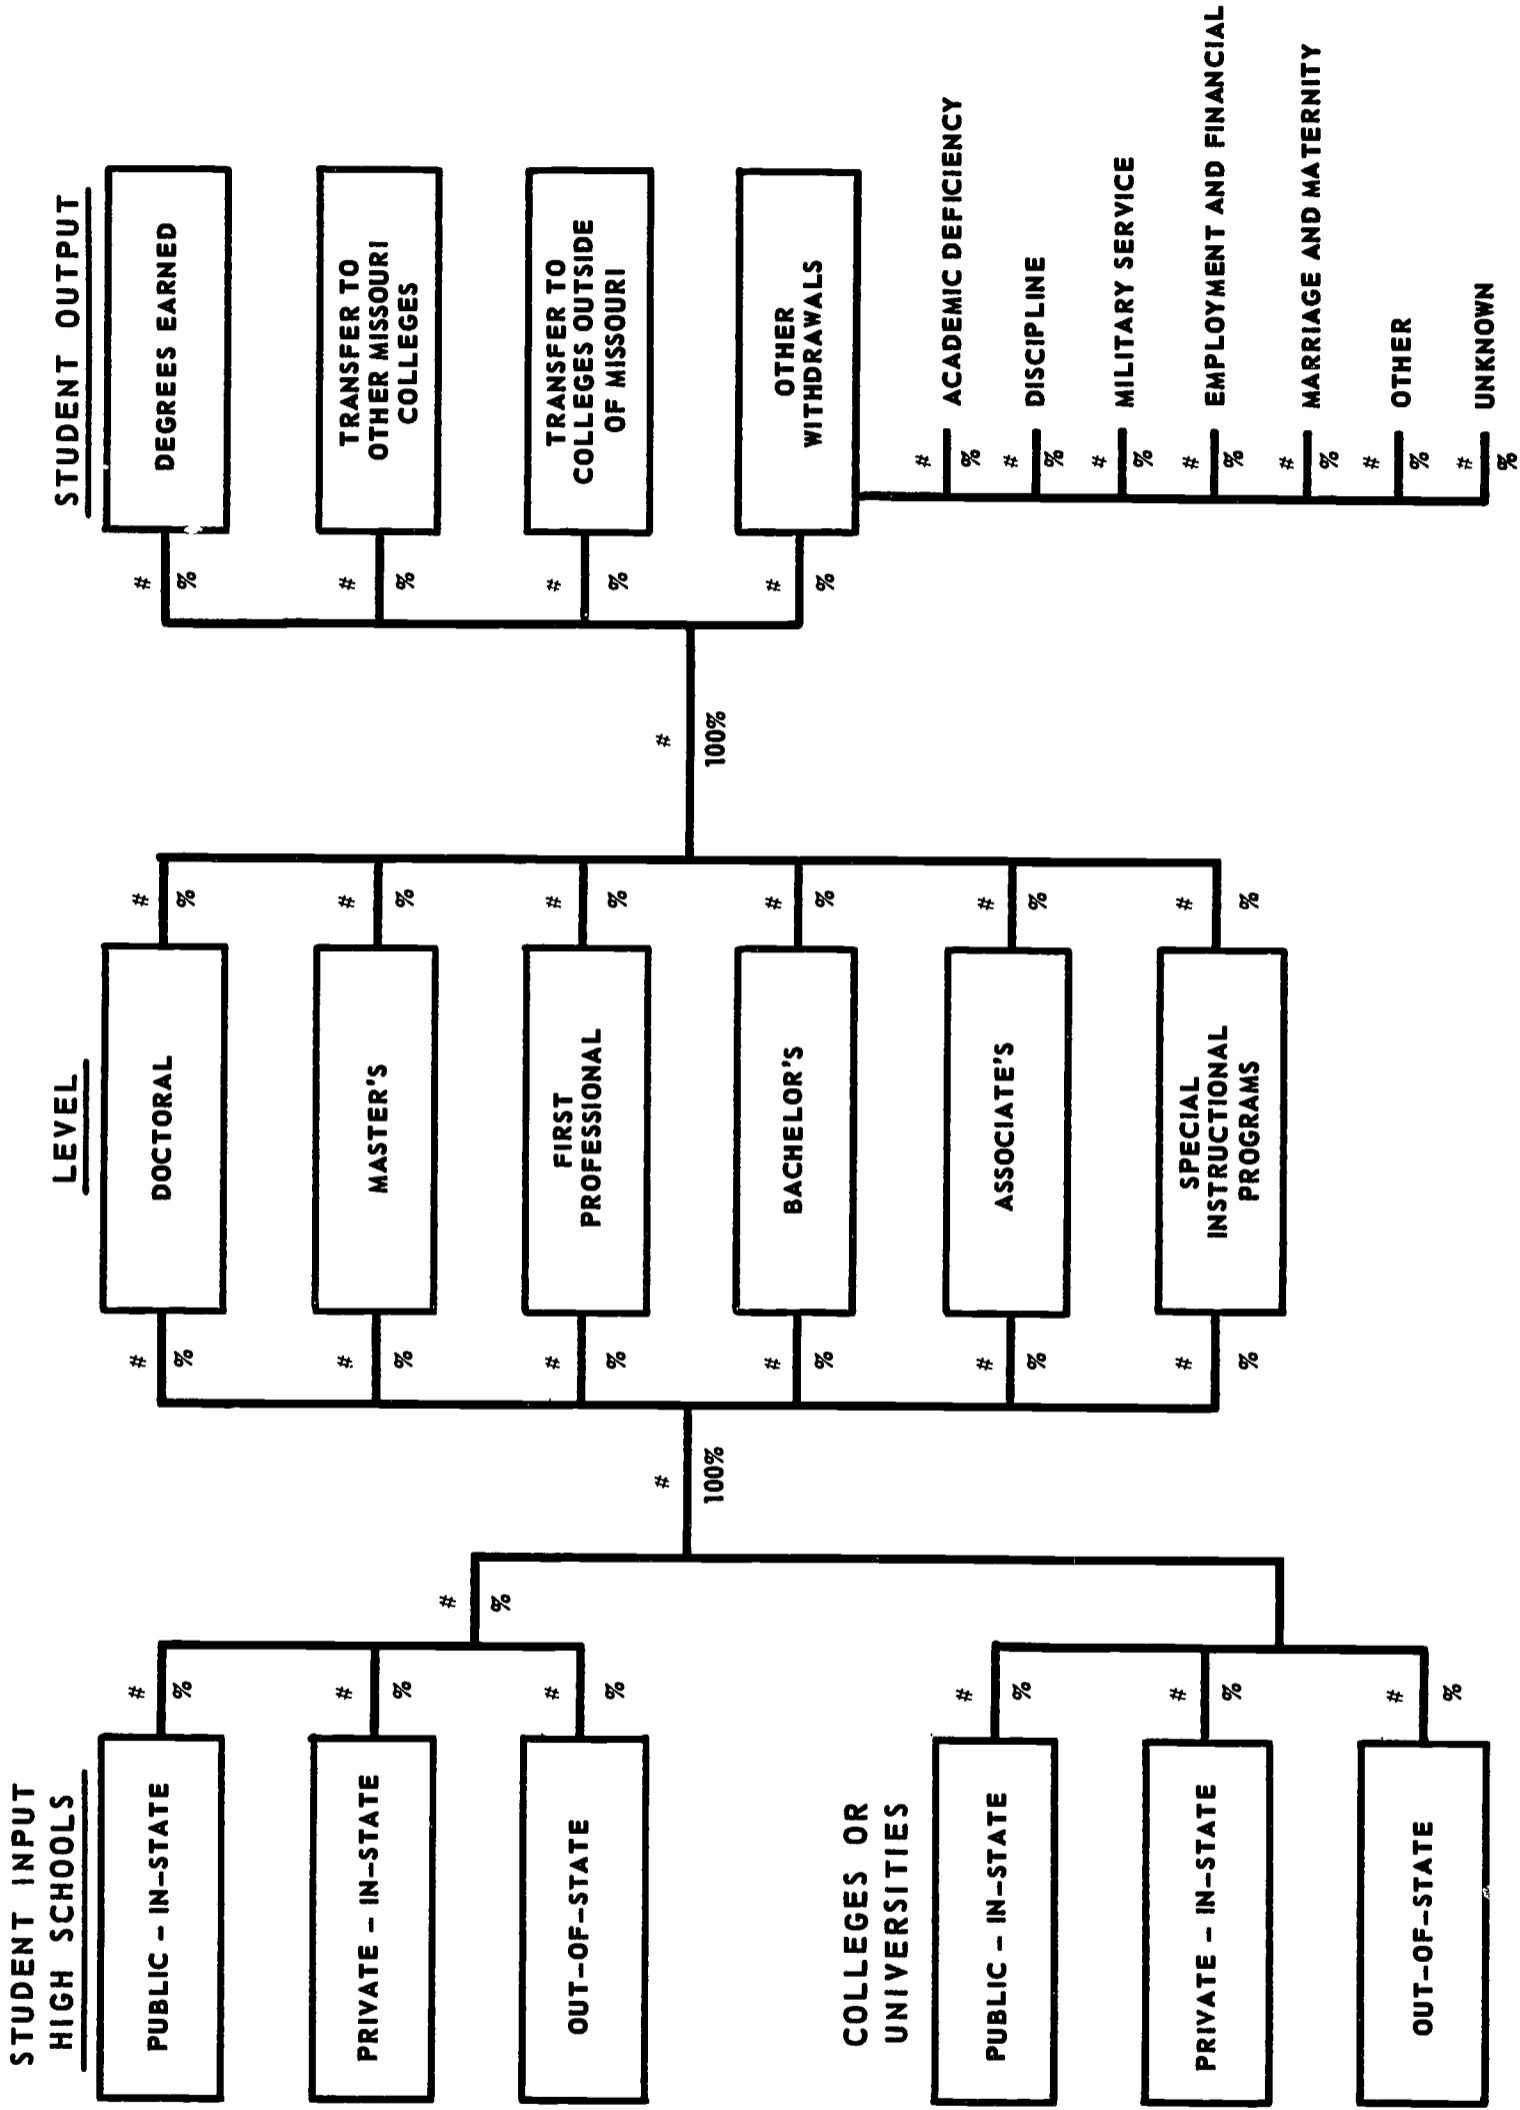 STUDENT INPUT
HIGH SCHOOLS
PUBLIC - IN-STATE
#
%
PRIVATE - IN-STATE
#
%
OUT-OF-STATE
#
%
#
%
COLLEGES OR
UNIVERSITIES
PUBLIC - IN-STATE
#
%
PRIVATE - IN-STATE
#
%
OUT-OF-STATE
#
%
#
100%
LEVEL
#
%
DOCTORAL
#
%
#
%
MASTER'S
#
%
#
%
FIRST
PROFESSIONAL
#
%
#
%
BACHELOR'S
#
%
#
%
ASSOCIATE'S
#
%
#
%
SPECIAL
INSTRUCTIONAL
PROGRAMS
#
%
#
100%
STUDENT OUTPUT
#
%
DEGREES EARNED
#
%
TRANSFER TO
OTHER MISSOURI
COLLEGES
#
%
TRANSFER TO
COLLEGES OUTSIDE
OF MISSOURI
#
%
OTHER
WITHDRAWALS
#
%
ACADEMIC DEFICIENCY
#
%
DISCIPLINE
#
%
MILITARY SERVICE
#
%
EMPLOYMENT AND FINANCIAL
#
%
MARRIAGE AND MATERNITY
#
%
OTHER
#
%
UNKNOWN